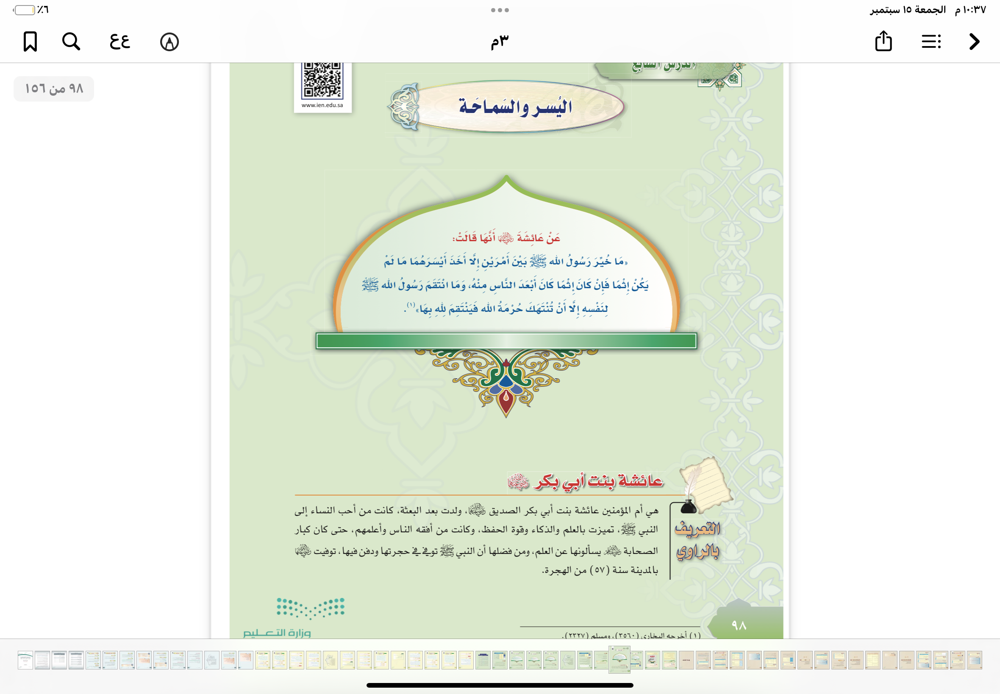 ١٠:٣٧ م الجمعة ١٥ سبتمبر
٪٦
٣م
عع
٩٨ من ١٥٦
الدرس السابع
www.ien.edu.sa
اليُسر والسَماحَة
عَنْ عَائِشَةَ رضي الله عنها أَنَّهَا قَالَتْ:
«مَا خُيِّرَ رَسُولُ الله ﷺ بَيْنَ أَمْرَيْنِ إِلَّا أَخَذَ أَيْسَرَهُمَا مَا لَمْ
يَكُنْ إِثْمًا فَإِنْ كَانَ إِثْمًا كَانَ أَبْعَدَ النَّاسِ مِنْهُ، وَمَا انْتَقَمَ رَسُولُ الله ﷺ
لِنَفْسِهِ إِلَّا أَنْ تُنْتَهَكَ حُرْمَةُ الله فَيَنْتَقِمَ لِلهِ بِهَا»(١).
عائشة بنت أبي بكر رضي الله عنهما
التعريف
بالراوي
هي أم المؤمنين عائشة بنت أبي بكر الصديق رضي الله عنهما، ولدت بعد البعثة، كانت من أحب النساء إلى
النبي ﷺ، تميزت بالعلم والذكاء وقوة الحفظ، وكانت من أفقه الناس وأعلمهم، حتى كان كبار
الصحابة رضي الله عنهم يسألونها عن العلم، ومن فضلها أن النبي ﷺ توفي في حجرتها ودفن فيها، توفيت رضي الله عنها
بالمدينة سنة (٥٧) من الهجرة.
وزارة التعـليم
٩٨
(١) أخرجه البخاري (٣٥٦٠)، ومسلم (٢٣٢٧).